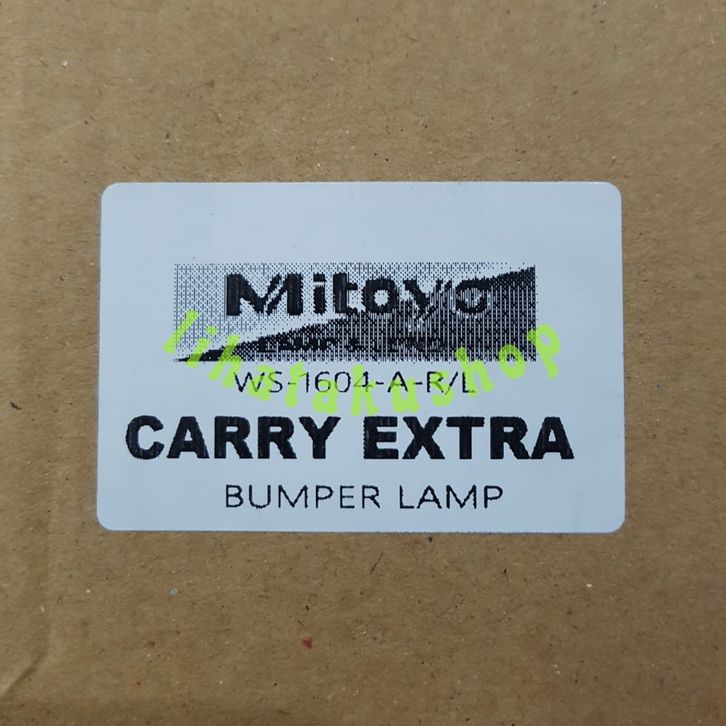 Mitoyo
WS-1604-A-R/L
lihatakushop
CARRY EXTRA
BUMPER LAMP